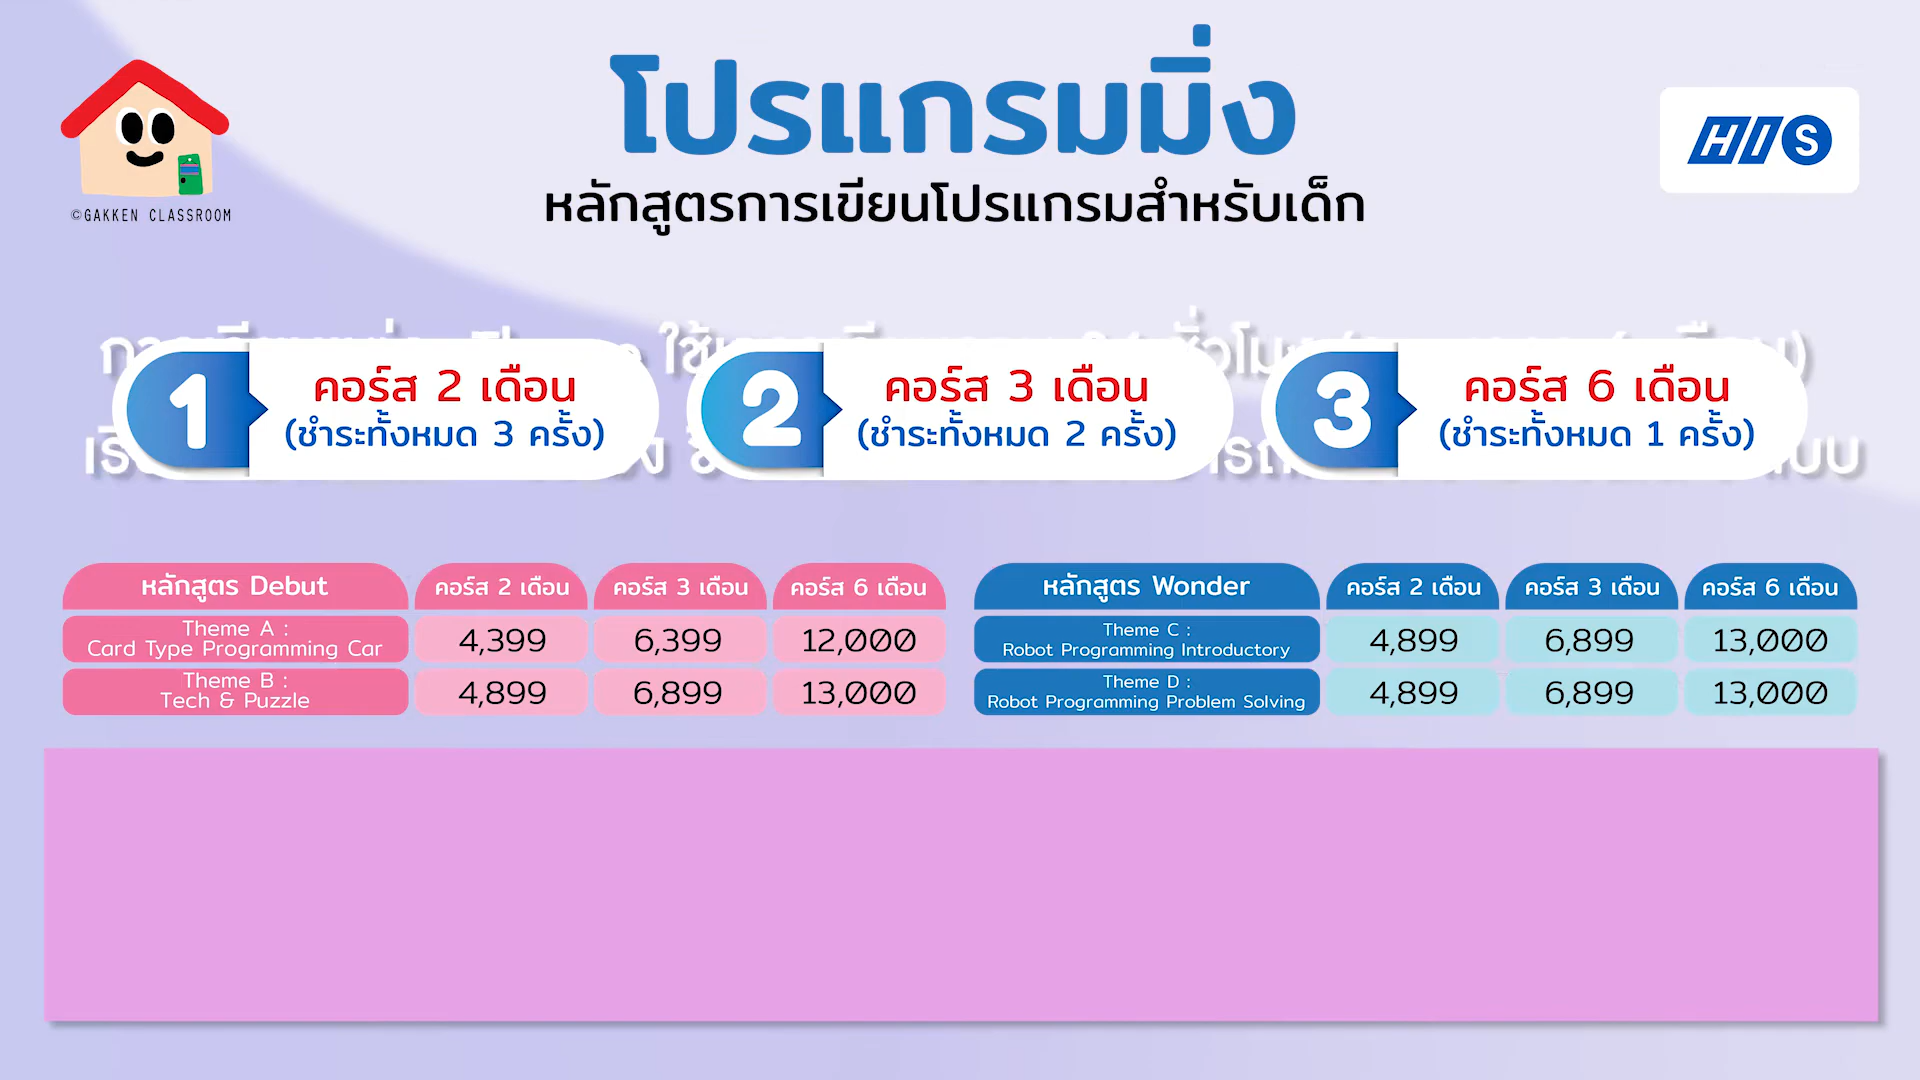 โปรแกรมมิ่ง
หลักสูตรการเขียนโปรแกรมสำหรับเด็ก
©GAKKEN CLASSROOM
HIS
1
คอร์ส 2 เดือน
(ชำระทั้งหมด 3 ครั้ง)
2
คอร์ส 3 เดือน
(ชำระทั้งหมด 2 ครั้ง)
3
คอร์ส 6 เดือน
(ชำระทั้งหมด 1 ครั้ง)
หลักสูตร Debut คอร์ส 2 เดือน คอร์ส 3 เดือน คอร์ส 6 เดือน
Theme A :
Card Type Programming Car 4,399 6,399 12,000
Theme B :
Tech & Puzzle 4,899 6,899 13,000
หลักสูตร Wonder คอร์ส 2 เดือน คอร์ส 3 เดือน คอร์ส 6 เดือน
Theme C :
Robot Programming Introductory 4,899 6,899 13,000
Theme D :
Robot Programming Problem Solving 4,899 6,899 13,000